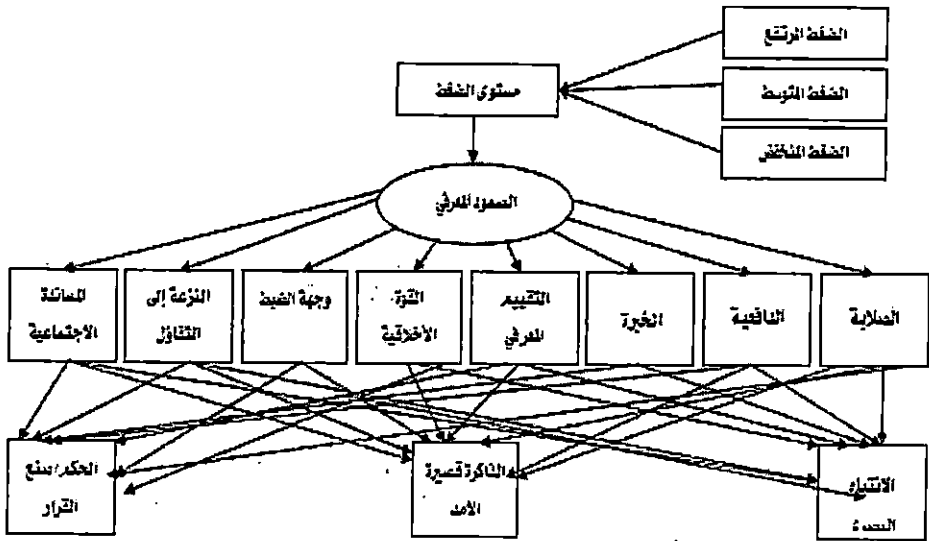 الضغط المرتفع
مستوى الضغط
الضغط المتوسط
الضغط المنخفض
الصمود المعرفي
الصلابة
الدافعية
الخبرة
التقييم
المعرفي
القوة
الأخلاقية
وجهة الضبط
النزعة إلى
التفاؤل
المساندة
الاجتماعية
الانتباه
الذاكرة قصيرة
الأمد
الحكم/صنع
القرار